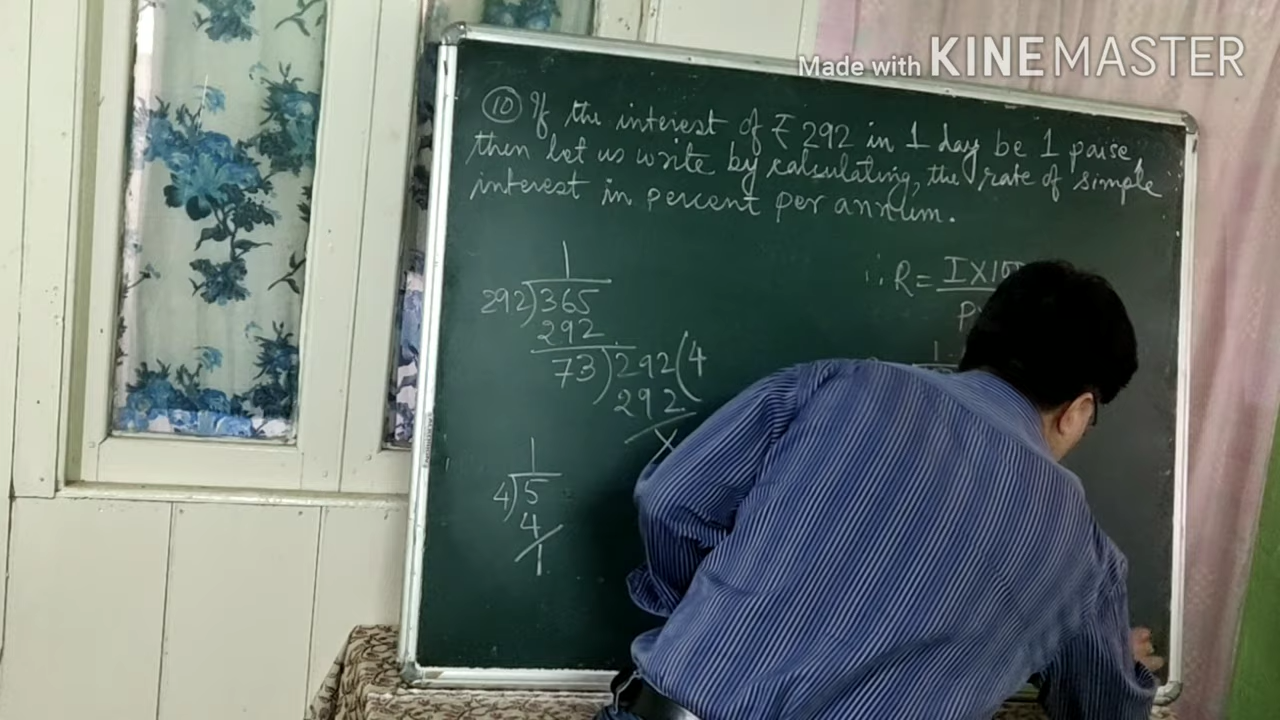 Made with KINEMASTER
⑩ If the interest of ₹ 292 in 1 day be 1 paise,
then let us write by calculating, the rate of simple
interest in percent per annum.
1
292)365
292
73)292(4
292
x
1
4)5
4
1
∴ R = I X 100
P
1